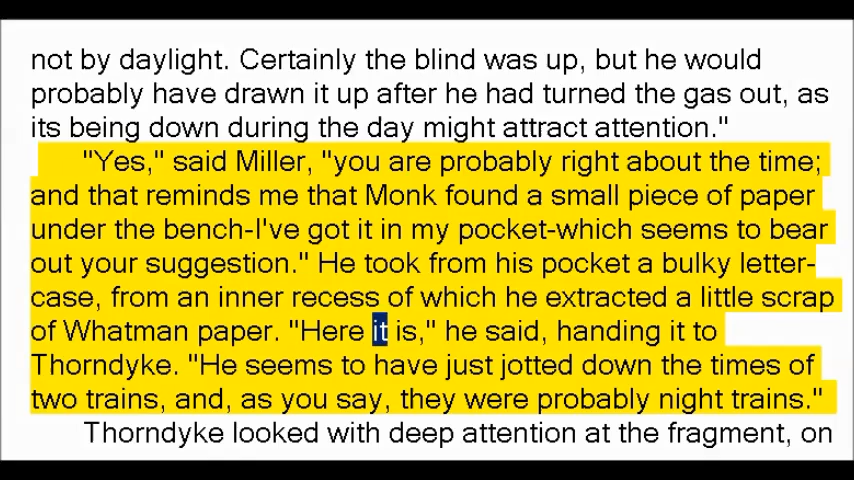 not by daylight. Certainly the blind was up, but he would
probably have drawn it up after he had turned the gas out, as
its being down during the day might attract attention."
"Yes," said Miller, "you are probably right about the time;
and that reminds me that Monk found a small piece of paper
under the bench-I've got it in my pocket-which seems to bear
out your suggestion." He took from his pocket a bulky letter-
case, from an inner recess of which he extracted a little scrap
of Whatman paper. "Here it is," he said, handing it to
Thorndyke. "He seems to have just jotted down the times of
two trains, and, as you say, they were probably night trains."
Thorndyke looked with deep attention at the fragment, on